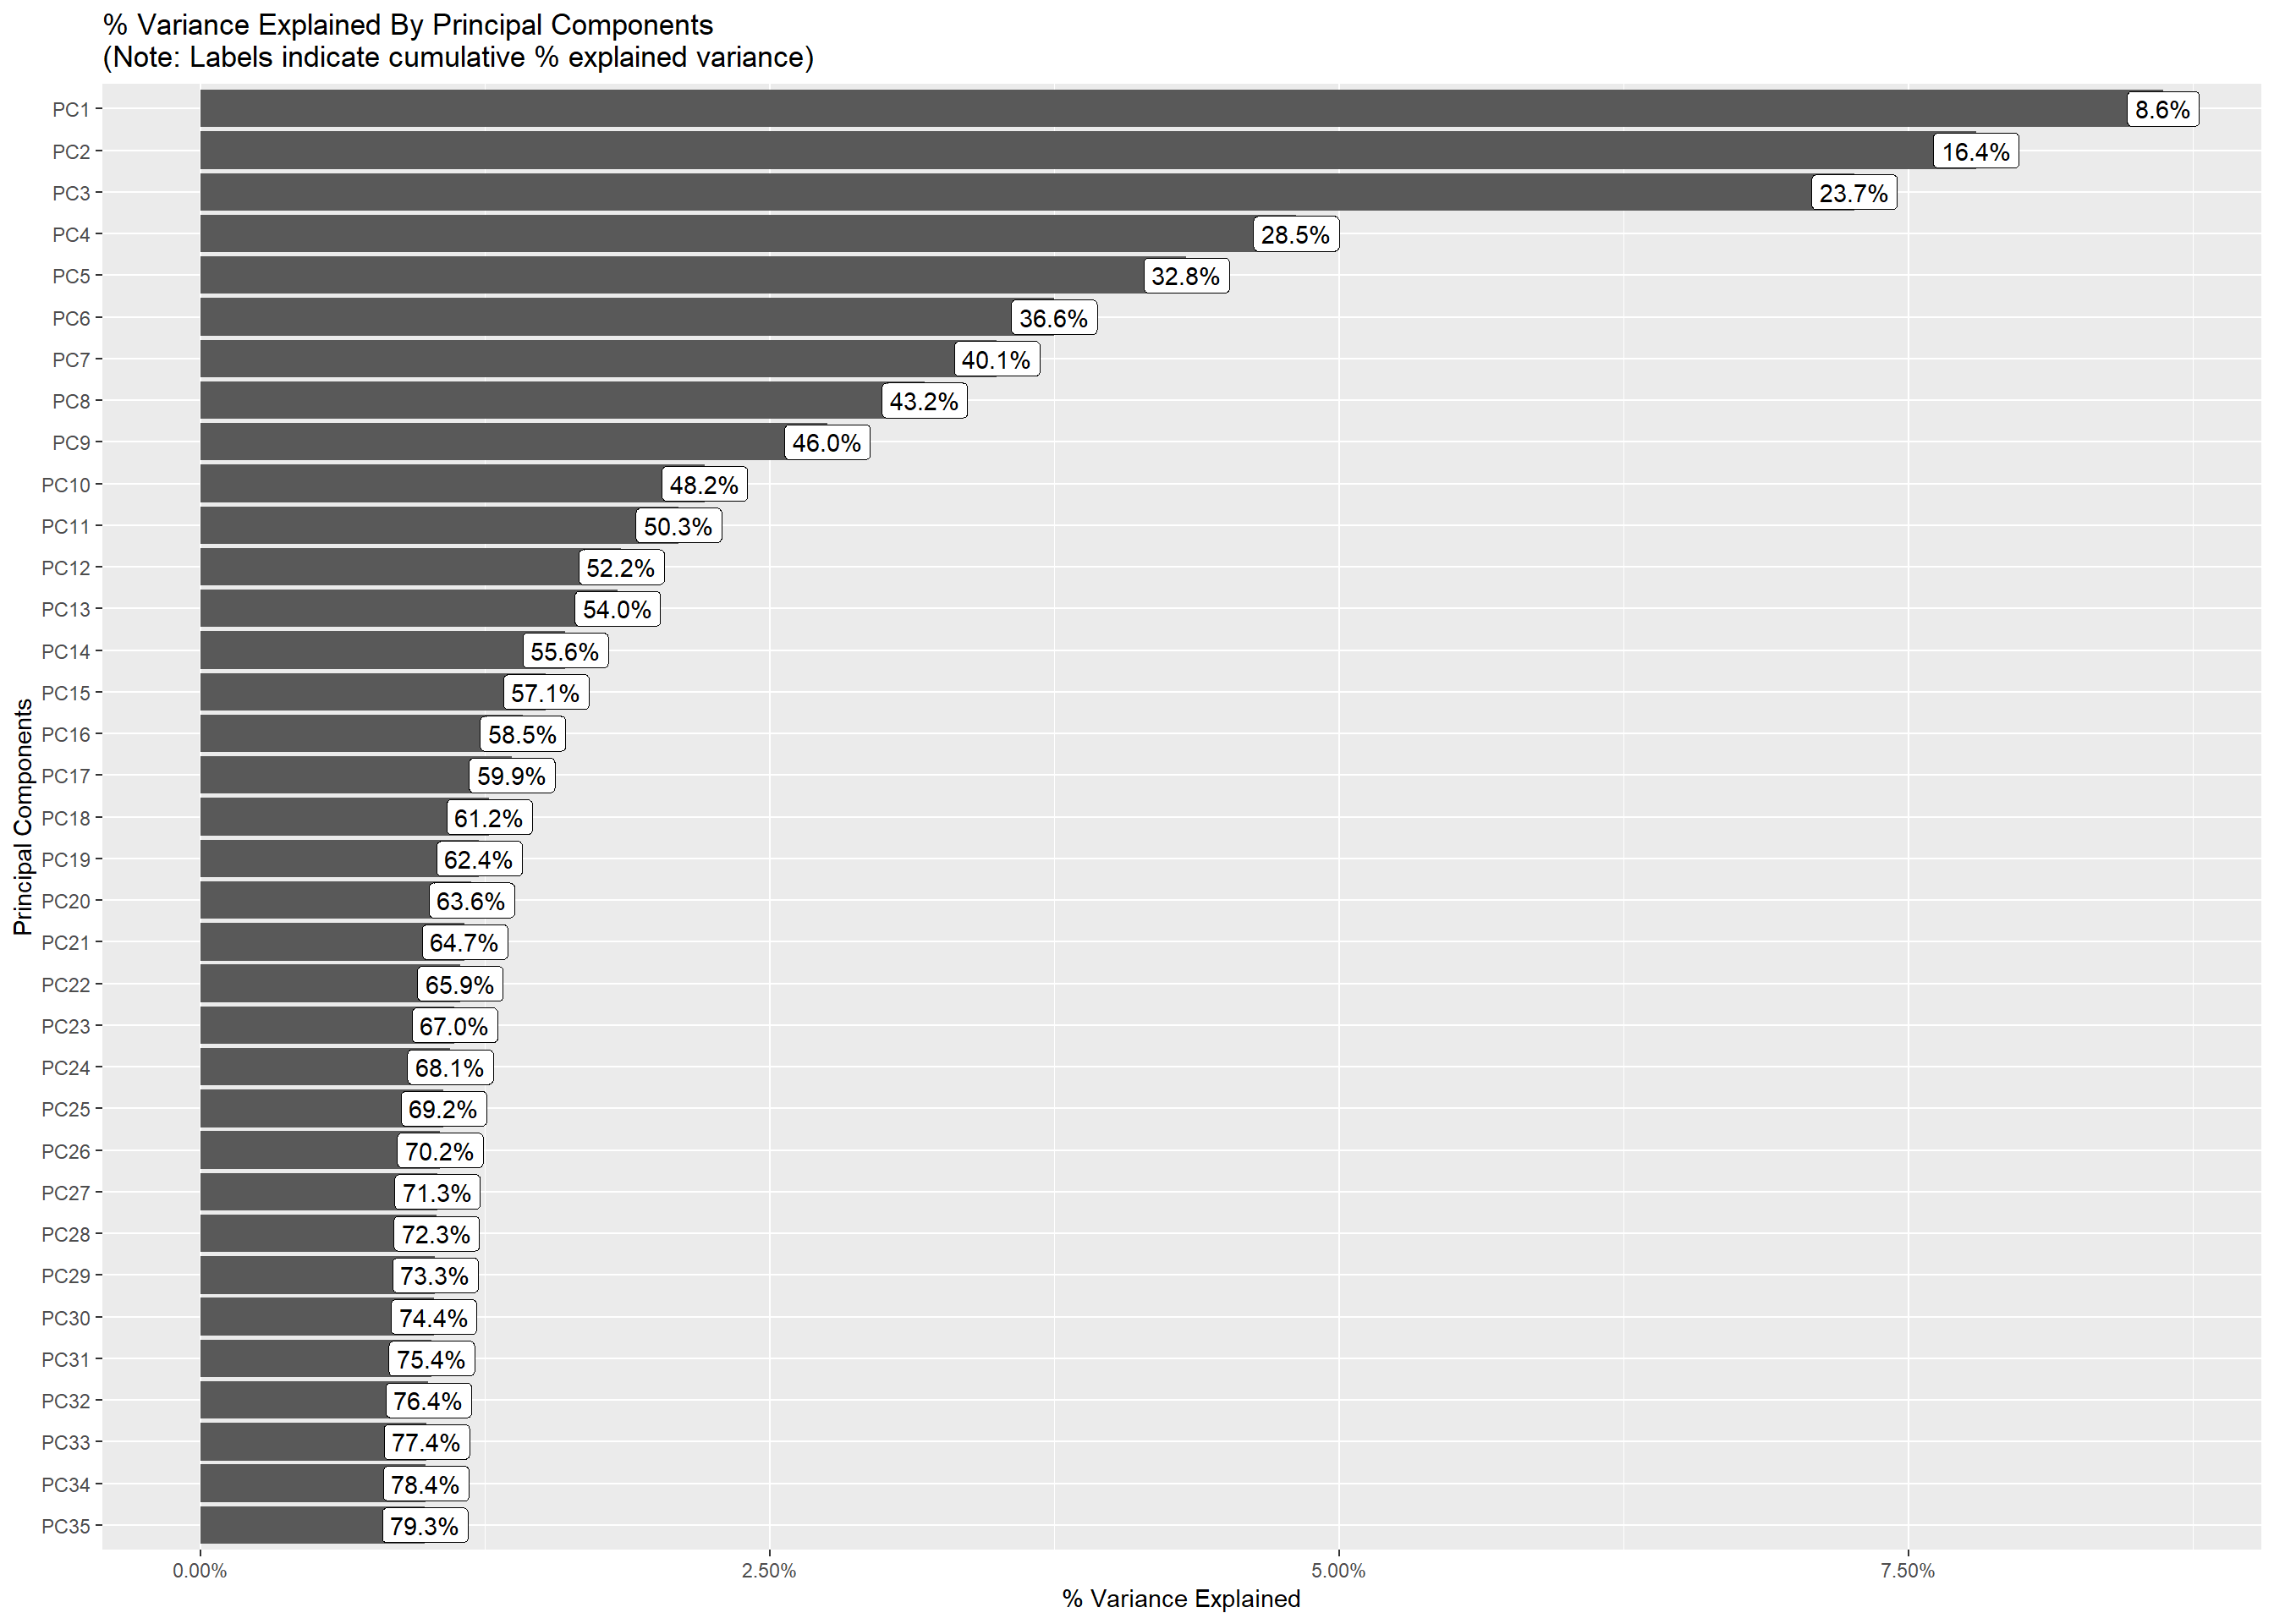 % Variance Explained By Principal Components
(Note: Labels indicate cumulative % explained variance)
PC1 8.6%
PC2 16.4%
PC3 23.7%
PC4 28.5%
PC5 32.8%
PC6 36.6%
PC7 40.1%
PC8 43.2%
PC9 46.0%
PC10 48.2%
PC11 50.3%
PC12 52.2%
PC13 54.0%
PC14 55.6%
PC15 57.1%
PC16 58.5%
PC17 59.9%
PC18 61.2%
PC19 62.4%
PC20 63.6%
PC21 64.7%
PC22 65.9%
PC23 67.0%
PC24 68.1%
PC25 69.2%
PC26 70.2%
PC27 71.3%
PC28 72.3%
PC29 73.3%
PC30 74.4%
PC31 75.4%
PC32 76.4%
PC33 77.4%
PC34 78.4%
PC35 79.3%
Principal Components
0.00% 2.50% 5.00% 7.50%
% Variance Explained